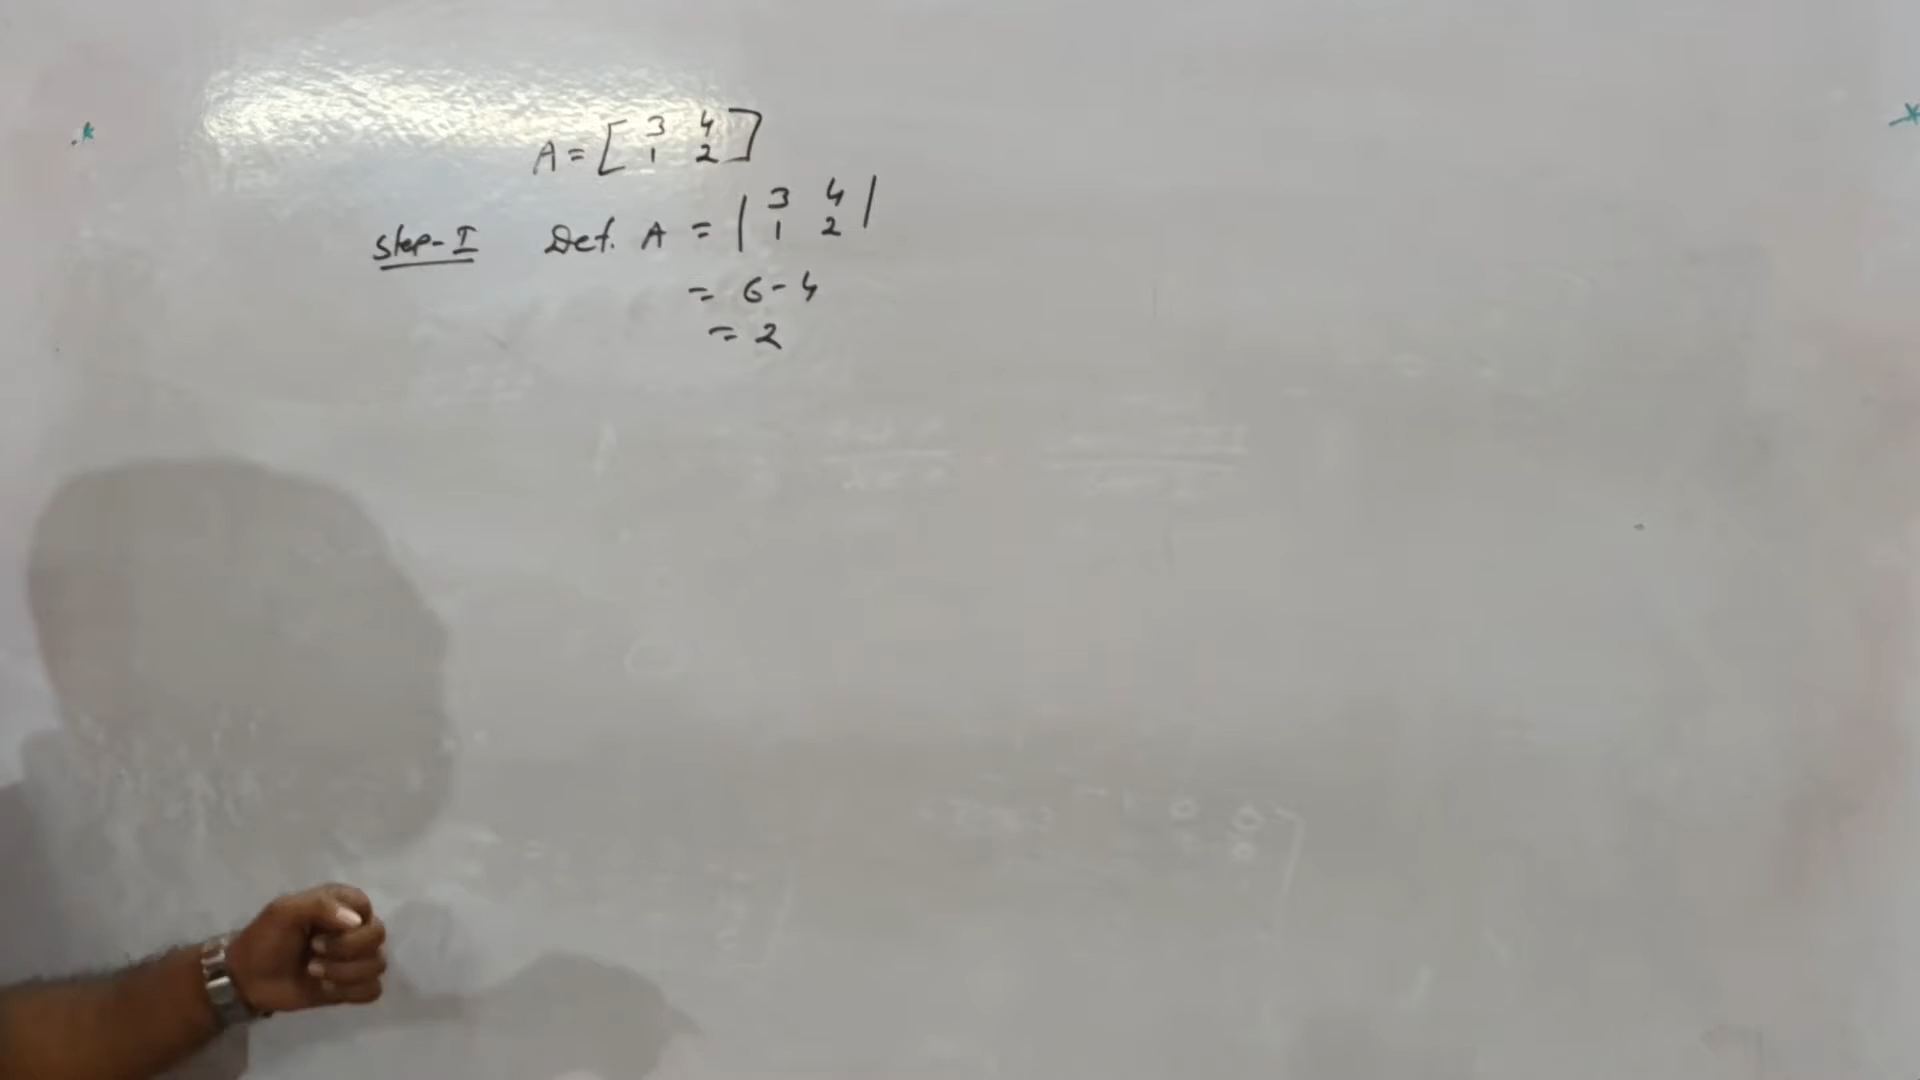 A = [ 3 4
1 2 ]
Step-I Det. A = | 3 4
1 2 |
= 6 - 4
= 2